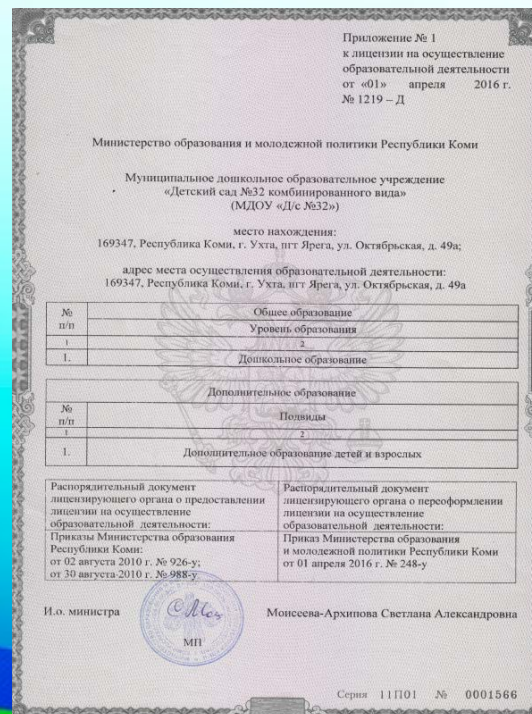 Приложение № 1
к лицензии на осуществление
образовательной деятельности
от «01» апреля 2016 г.
№ 1219 – Д
Министерство образования и молодежной политики Республики Коми
Муниципальное дошкольное образовательное учреждение
«Детский сад №32 комбинированного вида»
(МДОУ «Д/с №32»)
место нахождения:
169347, Республика Коми, г. Ухта, пгт Ярега, ул. Октябрьская, д. 49а;
адрес места осуществления образовательной деятельности:
169347, Республика Коми, г. Ухта, пгт Ярега, ул. Октябрьская, д. 49а
№ п/п
Общее образование
Уровень образования
1 2
1. Дошкольное образование
Дополнительное образование
№ п/п
Подвиды
1 2
1. Дополнительное образование детей и взрослых
Распорядительный документ
лицензирующего органа о предоставлении
лицензии на осуществление
образовательной деятельности:
Приказы Министерства образования
Республики Коми:
от 02 августа 2010 г. № 926-у;
от 30 августа 2010 г. № 988-у
Распорядительный документ
лицензирующего органа о переоформлении
лицензии на осуществление
образовательной деятельности:
Приказ Министерства образования
и молодежной политики Республики Коми
от 01 апреля 2016 г. № 248-у
И.о. министра Моисеева-Архипова Светлана Александровна
МП
Серия 11П01 № 0001566